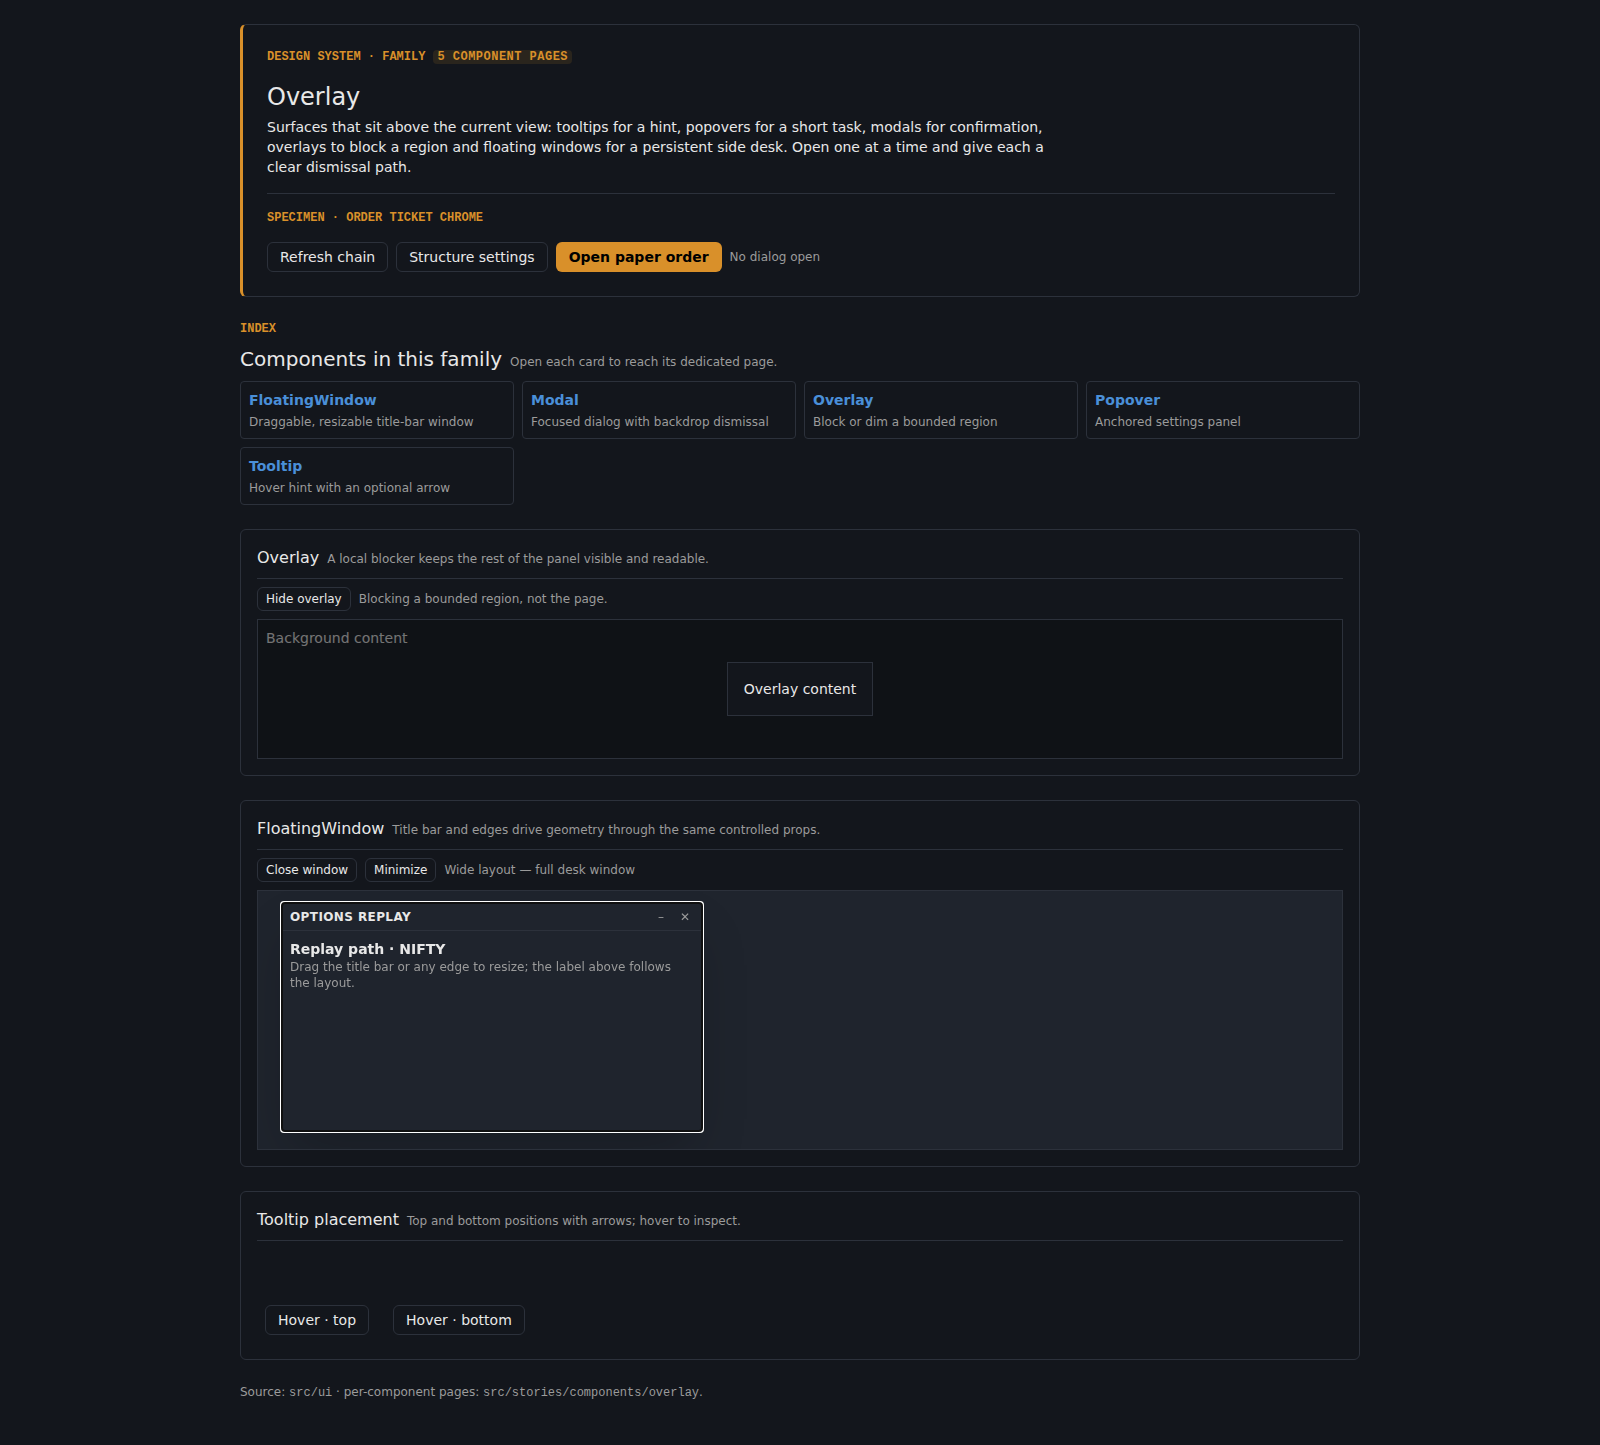 DESIGN SYSTEM · FAMILY 5 COMPONENT PAGES
Overlay
Surfaces that sit above the current view: tooltips for a hint, popovers for a short task, modals for confirmation,
overlays to block a region and floating windows for a persistent side desk. Open one at a time and give each a
clear dismissal path.
SPECIMEN · ORDER TICKET CHROME
Refresh chain Structure settings Open paper order No dialog open
INDEX
Components in this family Open each card to reach its dedicated page.
FloatingWindow
Draggable, resizable title-bar window
Modal
Focused dialog with backdrop dismissal
Overlay
Block or dim a bounded region
Popover
Anchored settings panel
Tooltip
Hover hint with an optional arrow
Overlay A local blocker keeps the rest of the panel visible and readable.
Hide overlay Blocking a bounded region, not the page.
Background content
Overlay content
FloatingWindow Title bar and edges drive geometry through the same controlled props.
Close window Minimize Wide layout — full desk window
OPTIONS REPLAY – ✕
Replay path · NIFTY
Drag the title bar or any edge to resize; the label above follows
the layout.
Tooltip placement Top and bottom positions with arrows; hover to inspect.
Hover · top Hover · bottom
Source: src/ui · per-component pages: src/stories/components/overlay.